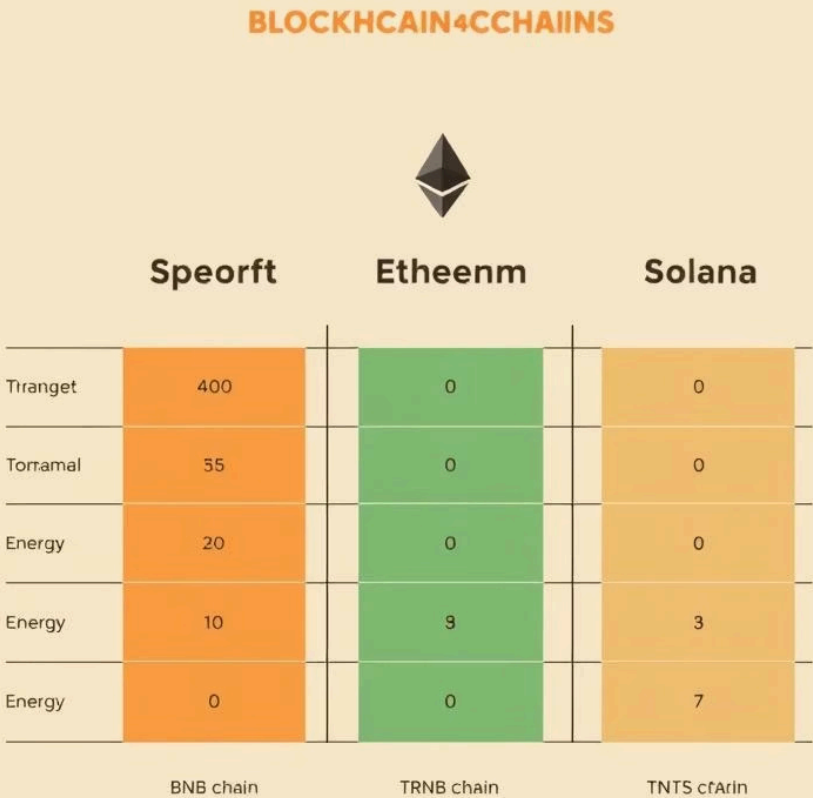 BLOCKHCAIN4CCHAIINS
Speorft Etheenm Solana
Trranget 400 0 0
Torramal 55 0 0
Energy 20 0 0
Energy 10 9 3
Energy 0 0 7
BNB chain TRNB chain TNTS cfArin